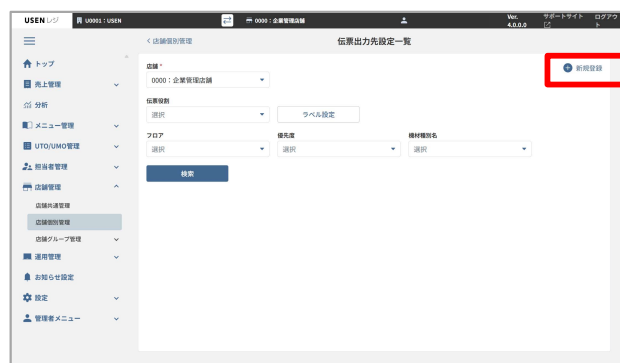 USEN レジ
U0001 : USEN
0000 : 企業管理店舗
Ver.
4.0.0.0
サポートサイト
ログアウ
ト
< 店舗個別管理
伝票出力先設定一覧
トップ
売上管理
分析
メニュー管理
UTO/UMO管理
担当者管理
店舗管理
店舗共通管理
店舗個別管理
店舗グループ管理
運用管理
お知らせ設定
設定
管理者メニュー
店舗 *
0000 : 企業管理店舗
新規登録
伝票役割
選択
ラベル設定
フロア
優先度
機材種別名
選択
選択
選択
検索